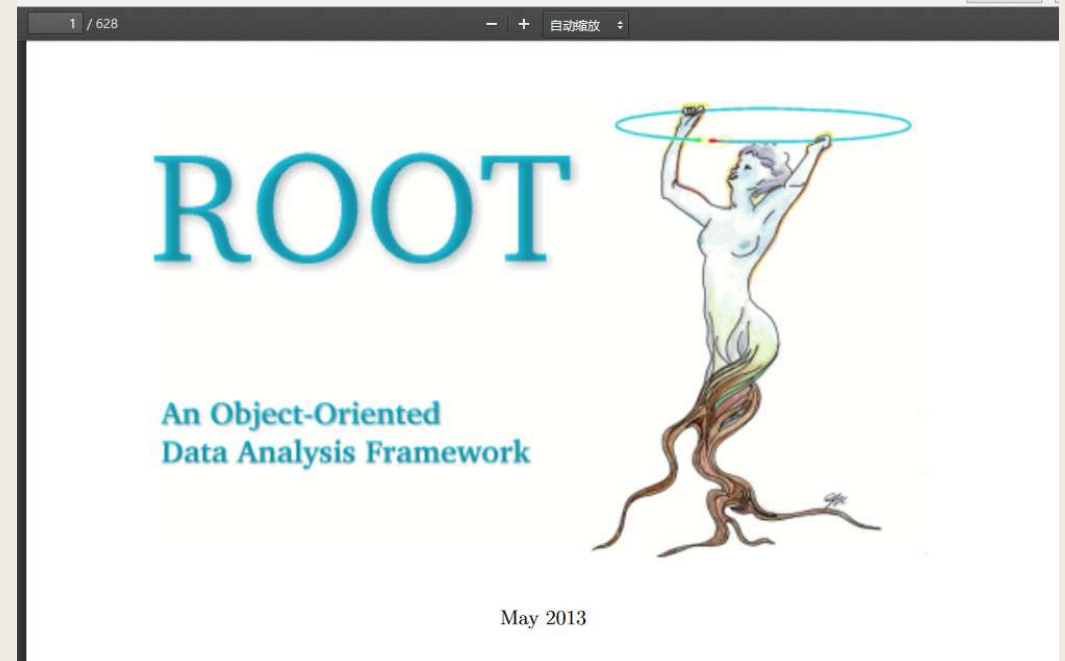 1 / 628
自动缩放
ROOT
An Object-Oriented
Data Analysis Framework
May 2013